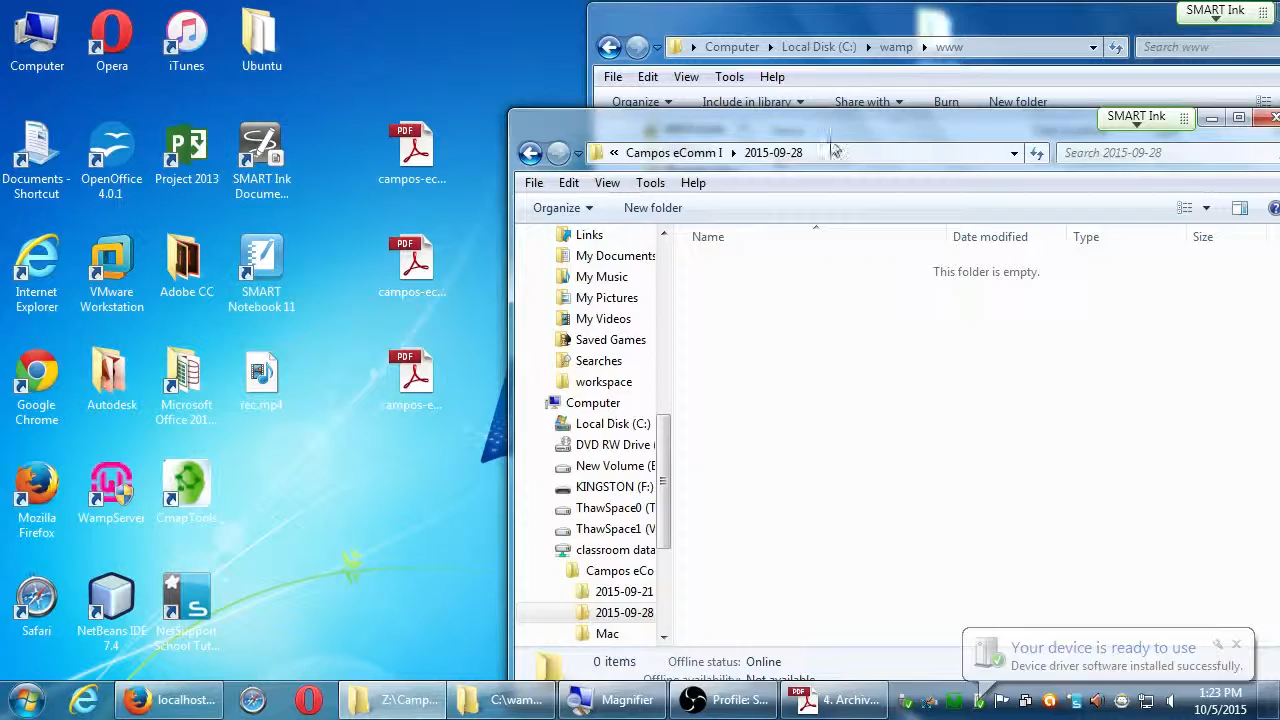 Computer
Opera
iTunes
Ubuntu
Documents - Shortcut
OpenOffice 4.0.1
Project 2013
SMART Ink Docume...
campos-ec...
Internet Explorer
VMware Workstation
Adobe CC
SMART Notebook 11
campos-ec...
Google Chrome
Autodesk
Microsoft Office 201...
rec.mp4
campos-e...
Mozilla Firefox
WampServer
CmapTools
Safari
NetBeans IDE 7.4
NetSupport School Tut...
SMART Ink
Computer
Local Disk (C:)
wamp
www
Search www
File Edit View Tools Help
Organize Include in library Share with Burn New folder
SMART Ink
« Campos eComm I
2015-09-28
Search 2015-09-28
File Edit View Tools Help
Organize New folder
Name Date modified Type Size
This folder is empty.
Links
My Documents
My Music
My Pictures
My Videos
Saved Games
Searches
workspace
Computer
Local Disk (C:)
DVD RW Drive (
New Volume (E
KINGSTON (F:)
ThawSpace0 (T
ThawSpace1 (V
classroom data
Campos eCo
2015-09-21
2015-09-28
Mac
0 items Offline status: Online
Offline availability: Not available
Your device is ready to use
Device driver software installed successfully.
localhost...
Z:\Camp...
C:\wam...
Magnifier
Profile: S...
4. Archiv...
1:23 PM
10/5/2015